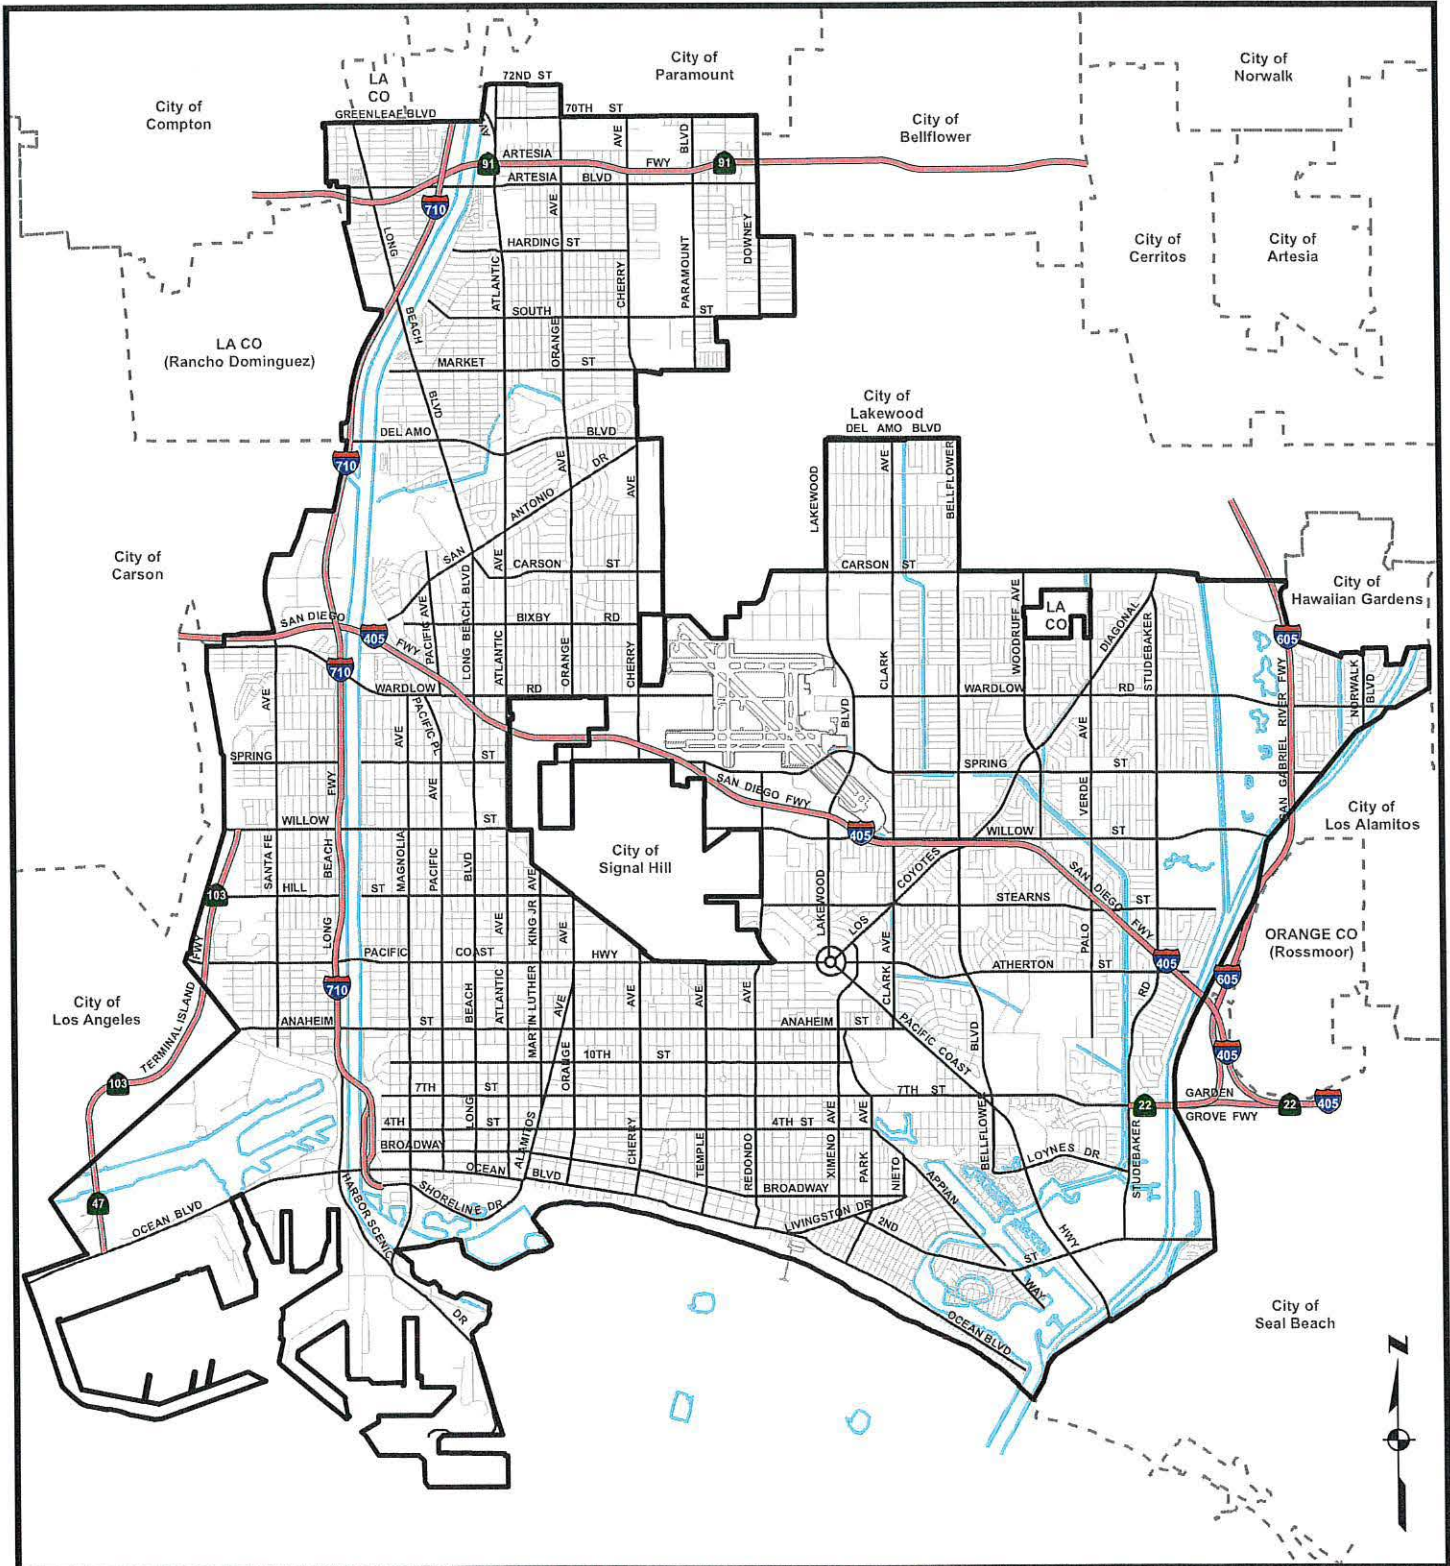 City of
Paramount
City of
Norwalk
LA
CO
72ND ST
City of
Compton
GREENLEAF BLVD
70TH ST
City of
Bellflower
AV
AVE
BLVD
ARTESIA
FWY
91
91
ARTESIA BLVD
710
AVE
LONG
HARDING ST
DOWNEY
City of
Cerritos
City of
Artesia
ATLANTIC
CHERRY
PARAMOUNT
SOUTH ST
BEACH
ORANGE
LA CO
(Rancho Dominguez)
MARKET ST
BLVD
City of
Lakewood
DEL AMO BLVD
DEL AMO BLVD
AVE
DR
AVE
BELLFLOWER
710
LAKEWOOD
AVE
ANTONIO
SAN
City of
Carson
AVE
CARSON ST
CARSON ST
City of
Hawaiian Gardens
PACIFIC AVE
LONG BEACH BLVD
WOODRUFF AVE
LA
CO
DIAGONAL
SAN DIEGO
405
FWY
BIXBY RD
STUDEBAKER
605
710
ATLANTIC
ORANGE
CHERRY
CLARK
WARDLOW RD
WARDLOW RD
NORWALK
BLVD
AVE
PACIFIC PL
BLVD
AVE
SAN GABRIEL RIVER FWY
SPRING ST
AVE
SPRING ST
FWY
AVE
SAN DIEGO FWY
VERDE
City of
Los Alamitos
WILLOW ST
405
WILLOW ST
SANTA FE
BEACH
MAGNOLIA
PACIFIC
BLVD
City of
Signal Hill
COYOTES
SAN DIEGO
FWY
HILL ST
AVE
103
STEARNS ST
LAKEWOOD
LOS
KING JR
AVE
AVE
LONG
PALO
ORANGE CO
(Rossmoor)
FWY
PACIFIC COAST HWY
AVE
405
ATHERTON ST
605
710
CLARK
RD
City of
Los Angeles
BEACH
ATLANTIC
MARTIN LUTHER
AVE
AVE
AVE
AVE
TERMINAL ISLAND
ANAHEIM ST
ANAHEIM ST
PACIFIC COAST
BLVD
405
10TH ST
ORANGE
103
7TH ST
7TH ST
GARDEN
GROVE FWY
22
22
405
4TH ST
LONG
4TH ST
AVE
AVE
BELLFLOWER
BROADWAY
ALAMITOS
CHERRY
TEMPLE
REDONDO
XIMENO
PARK
NIETO
LOYNES DR
STUDEBAKER
OCEAN BLVD
BROADWAY
APPIAN
47
OCEAN BLVD
HARBOR SCENIC
SHORELINE DR
LIVINGSTON DR
2ND ST
HWY
WAY
DR
OCEAN BLVD
City of
Seal Beach
N